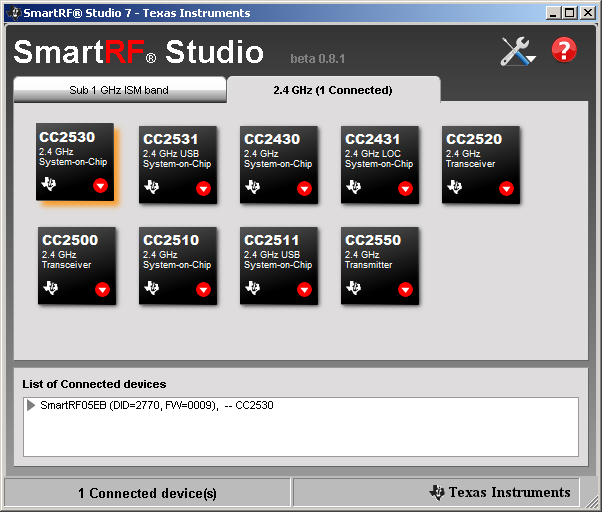 SmartRF® Studio 7 - Texas Instruments
SmartRF® Studio beta 0.8.1
?
Sub 1 GHz ISM band
2.4 GHz (1 Connected)
CC2530
2.4 GHz
System-on-Chip
CC2531
2.4 GHz USB
System-on-Chip
CC2430
2.4 GHz
System-on-Chip
CC2431
2.4 GHz LOC
System-on-Chip
CC2520
2.4 GHz
Transceiver
CC2500
2.4 GHz
Transceiver
CC2510
2.4 GHz
System-on-Chip
CC2511
2.4 GHz USB
System-on-Chip
CC2550
2.4 GHz
Transmitter
List of Connected devices
SmartRF05EB (DID=2770, FW=0009), -- CC2530
1 Connected device(s)
Texas Instruments